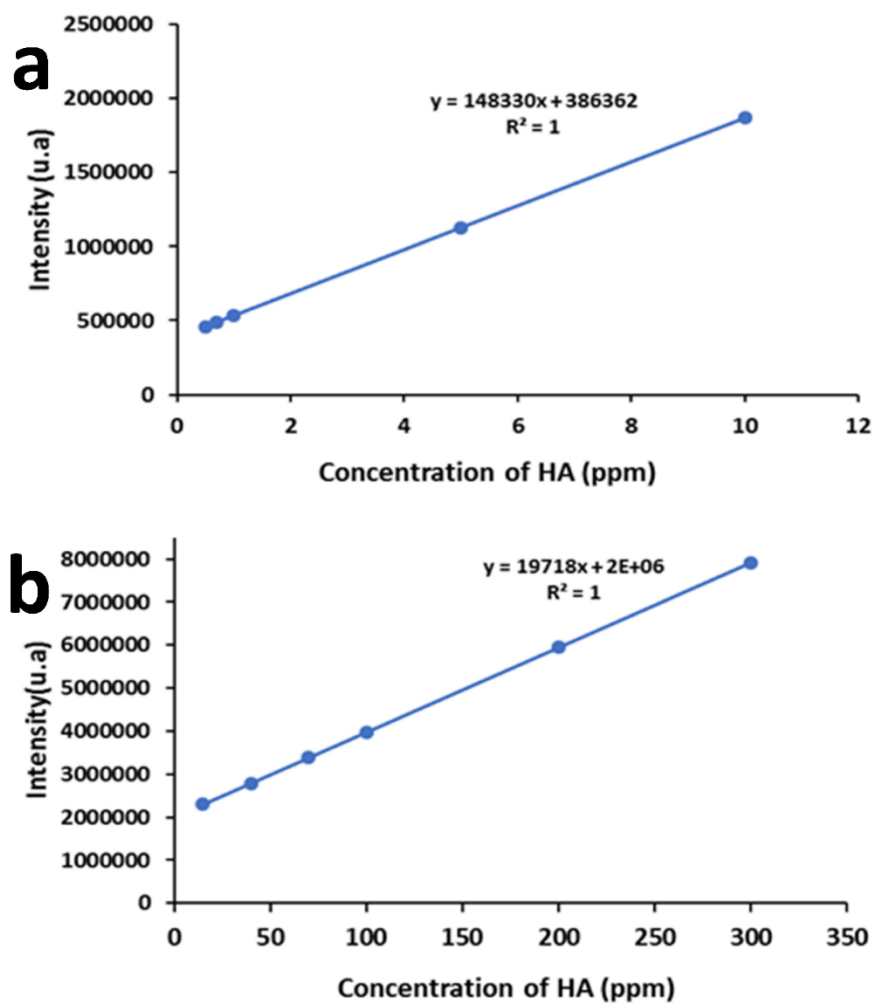 a
2500000
2000000
1500000
1000000
500000
0
Intensity (u.a)
y = 148330x + 386362
R² = 1
0 2 4 6 8 10 12
Concentration of HA (ppm)
b
8000000
7000000
6000000
5000000
4000000
3000000
2000000
1000000
0
Intensity(u.a)
y = 19718x + 2E+06
R² = 1
0 50 100 150 200 250 300 350
Concentration of HA (ppm)